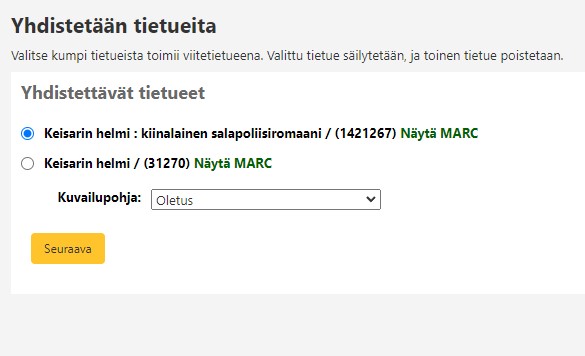 Yhdistetään tietueita
Valitse kumpi tietueista toimii viitetietueena. Valittu tietue säilytetään, ja toinen tietue poistetaan.
Yhdistettävät tietueet
Keisarin helmi : kiinalainen salapoliisiromaani / (1421267) Näytä MARC
Keisarin helmi / (31270) Näytä MARC
Kuvailupohja: Oletus
Seuraava